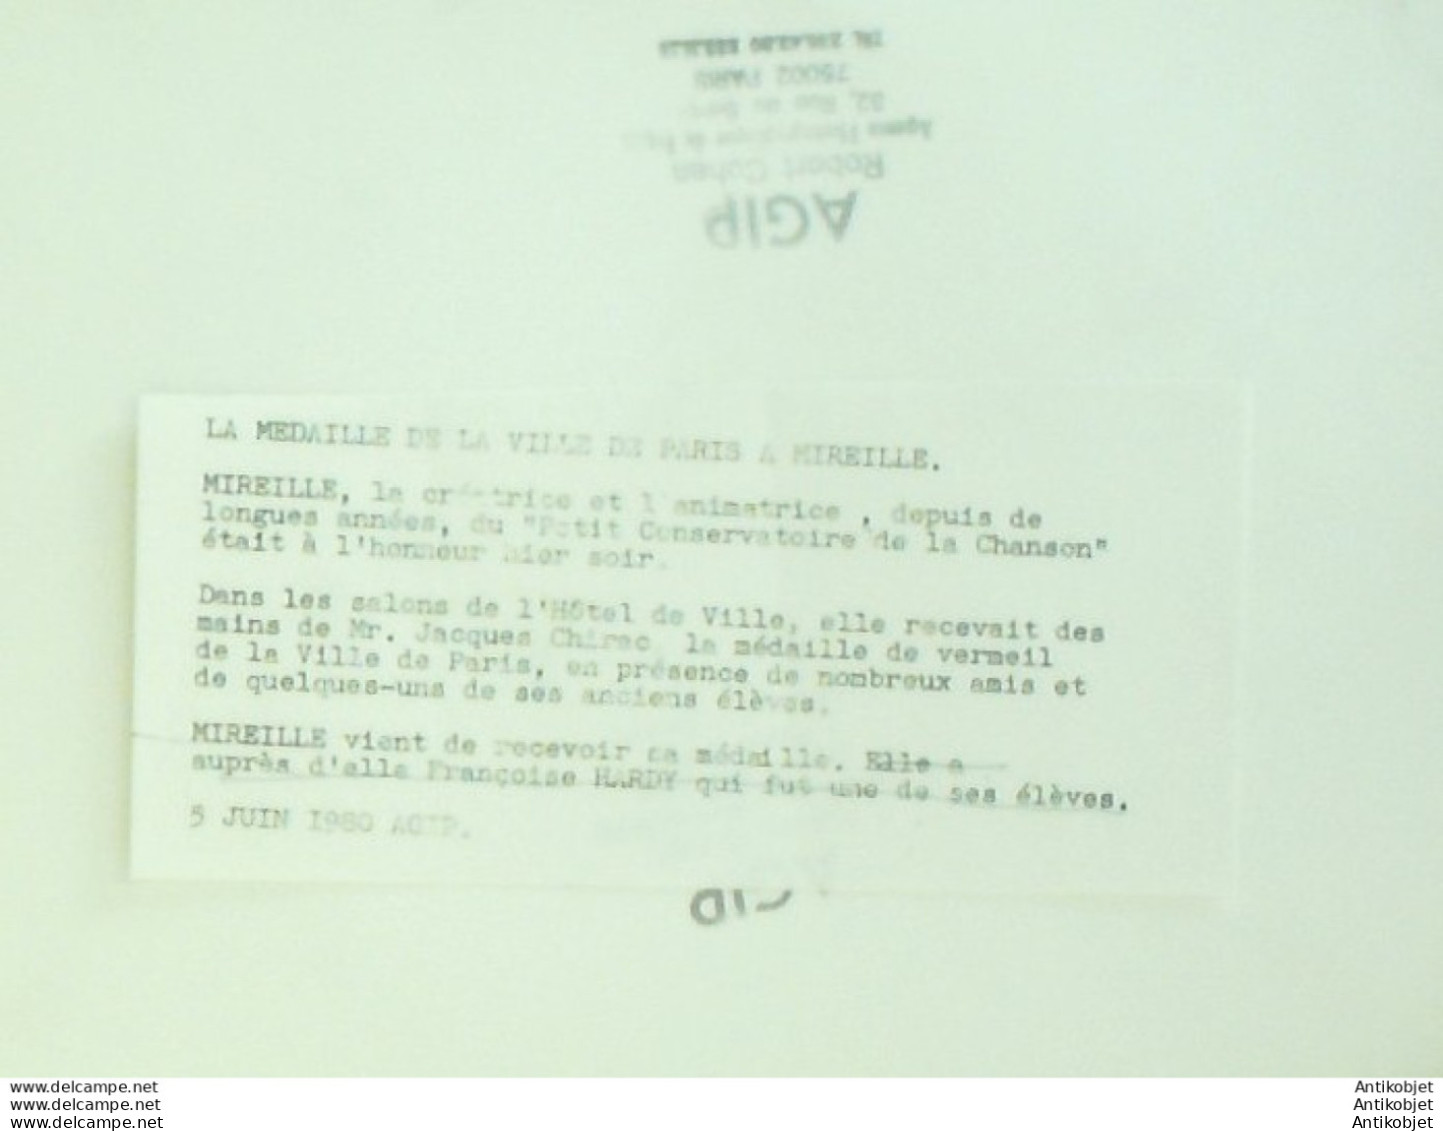 AGIP
Robert Cohen
75002 PARIS
LA MEDAILLE DE LA VILLE DE PARIS A MIREILLE.
MIREILLE, la créatrice et l'animatrice , depuis de
longues années, du "Petit Conservatoire de la Chanson"
était à l'honneur hier soir.
Dans les salons de l'Hôtel de Ville, elle recevait des
mains de Mr. Jacques Chirac la médaille de vermeil
de la Ville de Paris, en présence de nombreux amis et
de quelques-uns de ses anciens élèves.
MIREILLE vient de recevoir sa médaille. Elle a
auprès d'elle Françoise HARDY qui fut une de ses élèves.
5 JUIN 1980 AGIP.
www.delcampe.net
www.delcampe.net
www.delcampe.net
Antikobjet
Antikobjet
Antikobjet